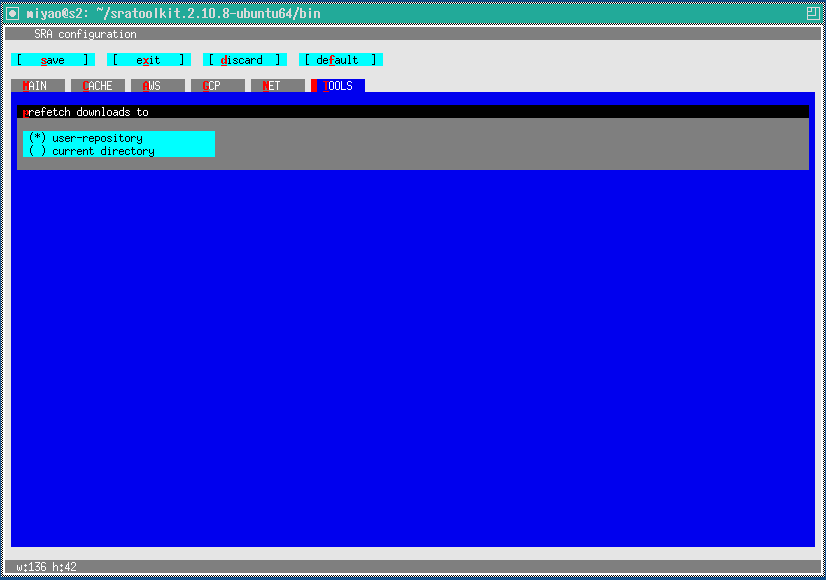 miyao@s2: ~/sratoolkit.2.10.8-ubuntu64/bin
SRA configuration
[ save ] [ exit ] [ discard ] [ default ]
MAIN CACHE AWS GCP NET TOOLS
prefetch downloads to
(*) user-repository
( ) current directory
w:136 h:42